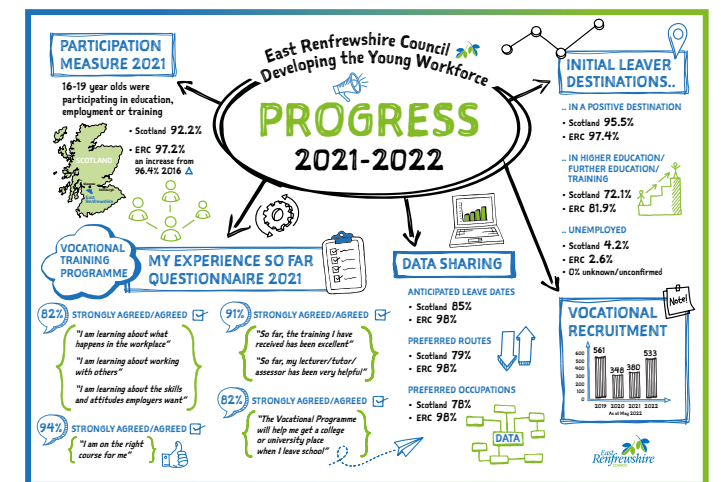 East Renfrewshire Council
Developing the Young Workforce
PROGRESS
2021-2022
PARTICIPATION
MEASURE 2021
16-19 year olds were
participating in education,
employment or training
• Scotland 92.2%
• ERC 97.2%
an increase from
96.4% 2016
SCOTLAND
East
Renfrewshire
INITIAL LEAVER
DESTINATIONS..
.. IN A POSITIVE DESTINATION
• Scotland 95.5%
• ERC 97.4%
.. IN HIGHER EDUCATION/
FURTHER EDUCATION/
TRAINING
• Scotland 72.1%
• ERC 81.9%
.. UNEMPLOYED
• Scotland 4.2%
• ERC 2.6%
• 0% unknown/unconfirmed
VOCATIONAL
TRAINING
PROGRAMME
MY EXPERIENCE SO FAR
QUESTIONNAIRE 2021
82% STRONGLY AGREED/AGREED
"I am learning about what
happens in the workplace"
"I am learning about working
with others"
"I am learning about the skills
and attitudes employers want"
94% STRONGLY AGREED/AGREED
"I am on the right
course for me"
91% STRONGLY AGREED/AGREED
"So far, the training I have
received has been excellent"
"So far, my lecturer/tutor/
assessor has been very helpful"
82% STRONGLY AGREED/AGREED
"The Vocational Programme
will help me get a college
or university place
when I leave school"
DATA SHARING
ANTICIPATED LEAVE DATES
• Scotland 85%
• ERC 98%
PREFERRED ROUTES
• Scotland 79%
• ERC 98%
PREFERRED OCCUPATIONS
• Scotland 78%
• ERC 98%
DATA
Note!
VOCATIONAL
RECRUITMENT
600
500
400
300
200
100
0
561
348
380
533
2019 2020 2021 2022
As at May 2022
East
Renfrewshire
COUNCIL